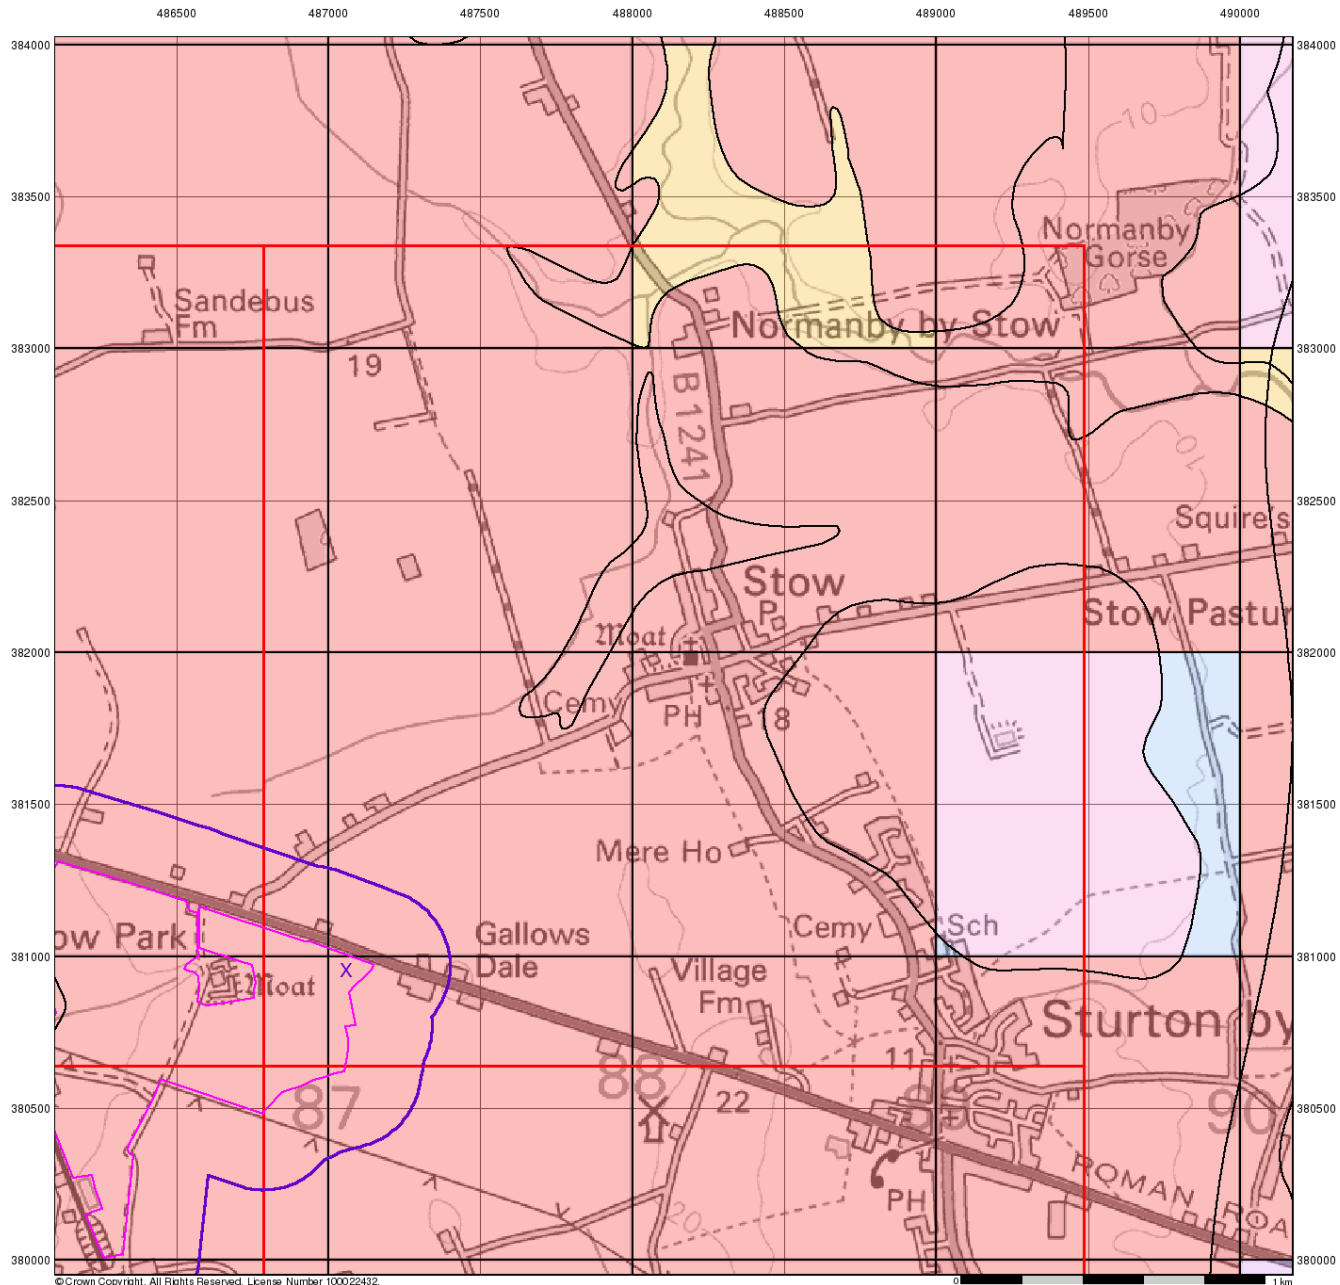 486500 487000 487500 488000 488500 489000 489500 490000
384000 384000
10
383500 383500
Normanby
Gorse
Sandebus
Fm
Normanby by Stow
383000 383000
19
B 1241
10
382500 382500
Squire's
Stow
P
Stow Pastur
Moat
382000 382000
Cemy
PH
8
381500 381500
Mere Ho
Cemy
Sch
ow Park
Gallows
Dale
381000 381000
X
Moat
Village
Fm
Sturton by
11
88
87
22
89
90
380500 380500
ROMAN ROA
PH
20
380000 380000
©Crown Copyright. All Rights Reserved. License Number 100022432.
0 1 km